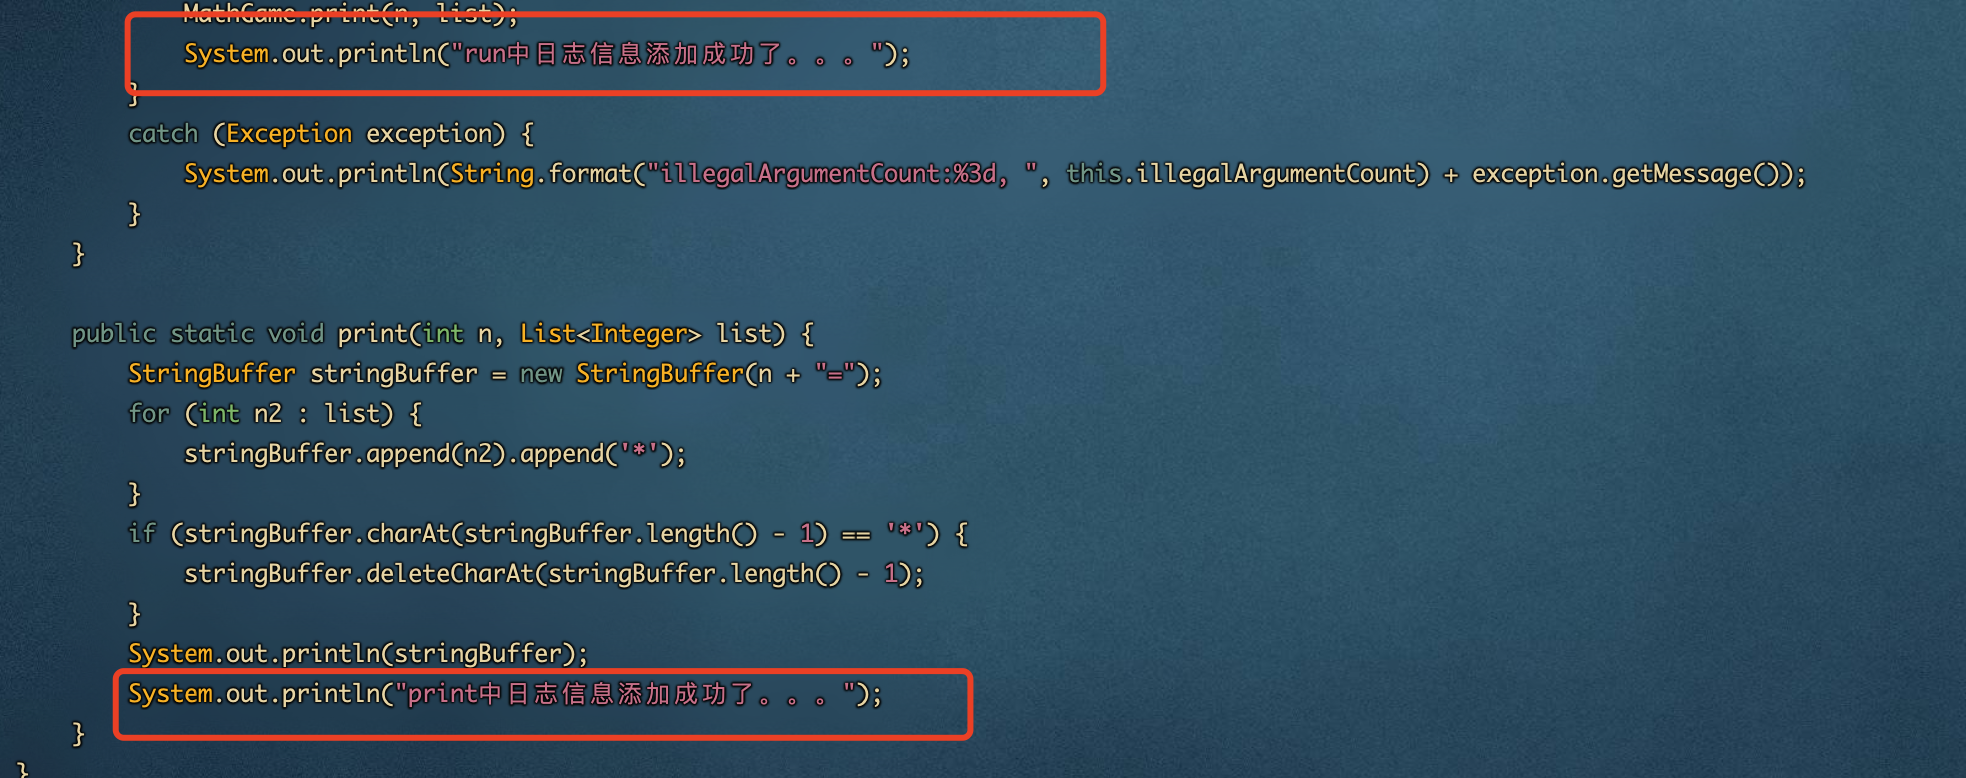 MathGame.print(n, list);
System.out.println("run中日志信息添加成功了。。。");
}
catch (Exception exception) {
System.out.println(String.format("illegalArgumentCount:%3d, ", this.illegalArgumentCount) + exception.getMessage());
}
}
public static void print(int n, List<Integer> list) {
StringBuffer stringBuffer = new StringBuffer(n + "=");
for (int n2 : list) {
stringBuffer.append(n2).append('*');
}
if (stringBuffer.charAt(stringBuffer.length() - 1) == '*') {
stringBuffer.deleteCharAt(stringBuffer.length() - 1);
}
System.out.println(stringBuffer);
System.out.println("print中日志信息添加成功了。。。");
}
}